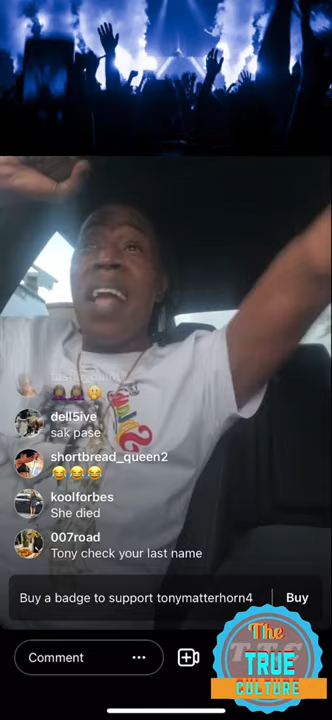 dell5ive
sak pase
shortbread_queen2
😂😂😂
koolforbes
She died
007road
Tony check your last name
Buy a badge to support tonymatterhorn4
Buy
Comment
The
TRUE
CULTURE